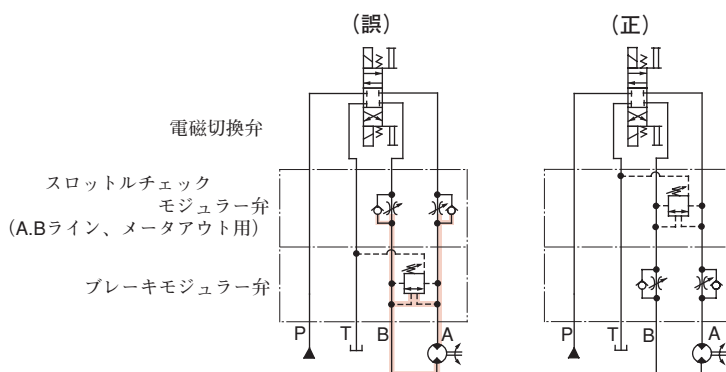 (誤)
(正)
電磁切換弁
スロットルチェック
モジュラー弁
(A.Bライン、メータアウト用)
ブレーキモジュラー弁
P T B A
P T B A